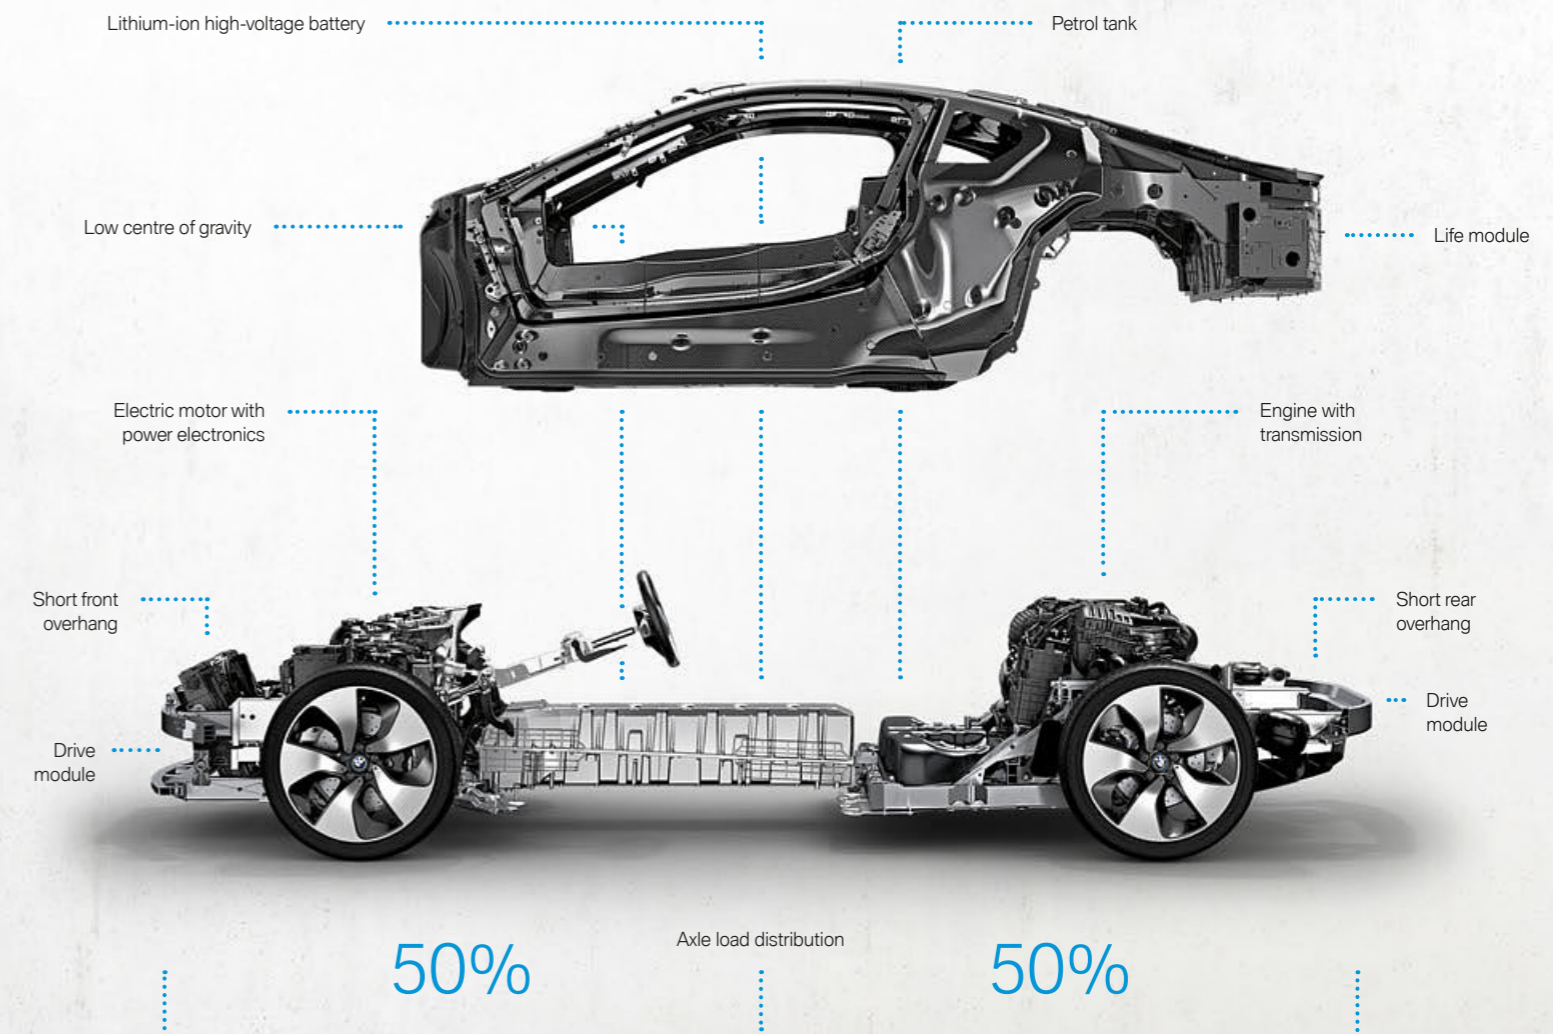 Lithium-ion high-voltage battery
Petrol tank
Low centre of gravity
Life module
Electric motor with
power electronics
Engine with
transmission
Short front
overhang
Short rear
overhang
Drive
module
Drive
module
Axle load distribution
50%
50%